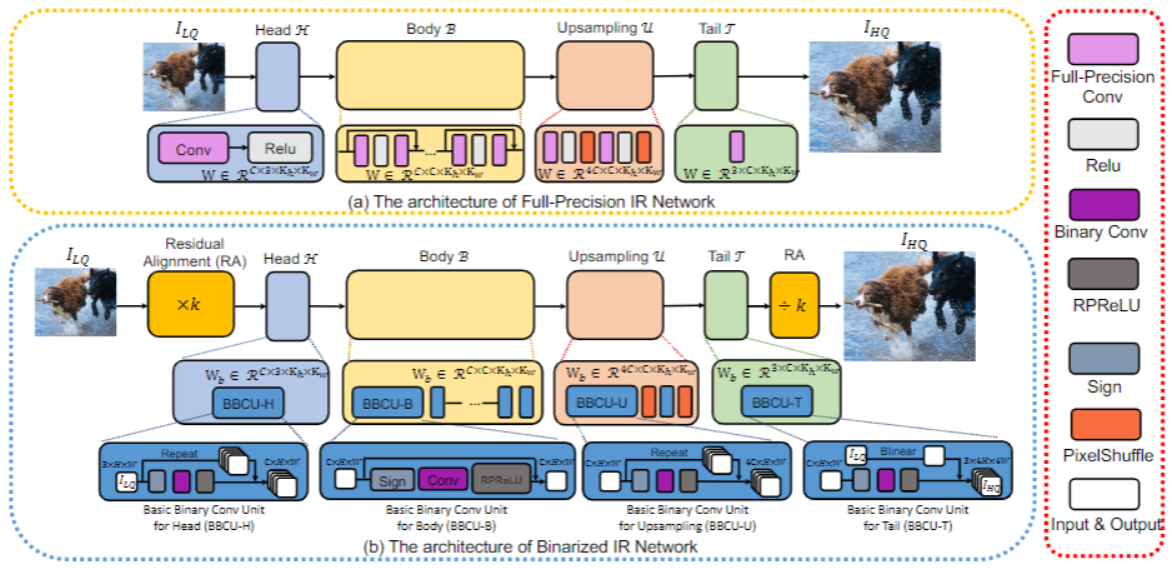 I_LQ
Head ℋ
Body ℬ
Upsampling 𝒰
Tail 𝒯
I_HQ
Conv
Relu
...
W ∈ ℛ^{C×3×K_h×K_w}
W ∈ ℛ^{C×C×K_h×K_w}
W ∈ ℛ^{4C×C×K_h×K_w}
W ∈ ℛ^{3×C×K_h×K_w}
(a) The architecture of Full-Precision IR Network
I_LQ
Residual
Alignment (RA)
Head ℋ
Body ℬ
Upsampling 𝒰
Tail 𝒯
RA
I_HQ
×k
÷ k
W_b ∈ ℛ^{C×3×K_h×K_w}
W_b ∈ ℛ^{C×C×K_h×K_w}
W_b ∈ ℛ^{4C×C×K_h×K_w}
W_b ∈ ℛ^{3×C×K_h×K_w}
BBCU-H
BBCU-B
...
BBCU-U
BBCU-T
3×H×W
Repeat
C×H×W
I_LQ
C×H×W
Sign
Conv
RPReLU
C×H×W
C×H×W
Repeat
4C×H×W
C×H×W
I_LQ
Blinear
3×4H×4W
I_HQ
Basic Binary Conv Unit
for Head (BBCU-H)
Basic Binary Conv Unit
for Body (BBCU-B)
Basic Binary Conv Unit
for Upsampling (BBCU-U)
Basic Binary Conv Unit
for Tail (BBCU-T)
(b) The architecture of Binarized IR Network
Full-Precision
Conv
Relu
Binary Conv
RPReLU
Sign
PixelShuffle
Input & Output